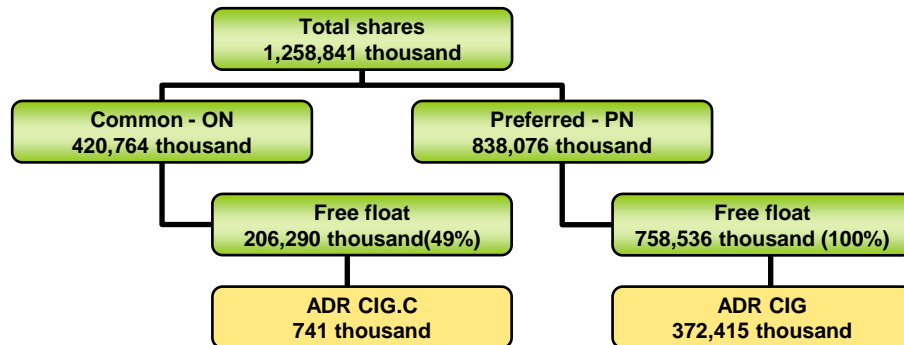 Total shares
1,258,841 thousand
Common - ON
420,764 thousand
Preferred - PN
838,076 thousand
Free float
206,290 thousand(49%)
Free float
758,536 thousand (100%)
ADR CIG.C
741 thousand
ADR CIG
372,415 thousand